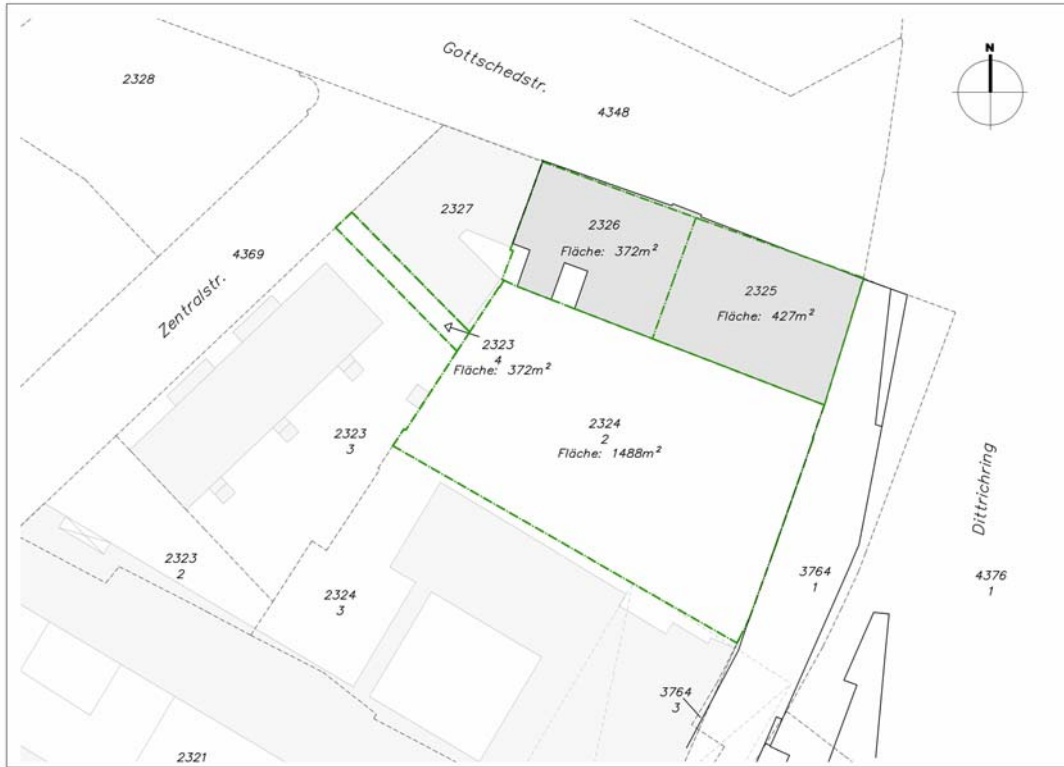 Gottschedstr.
N
2328
4348
2327
2326
Fläche: 372m²
4369
2325
Fläche: 427m²
Zentralstr.
2323
4
Fläche: 372m²
2324
2
Fläche: 1488m²
2323
3
Dittrichring
2323
2
3764
1
4376
1
2324
3
3764
3
2321